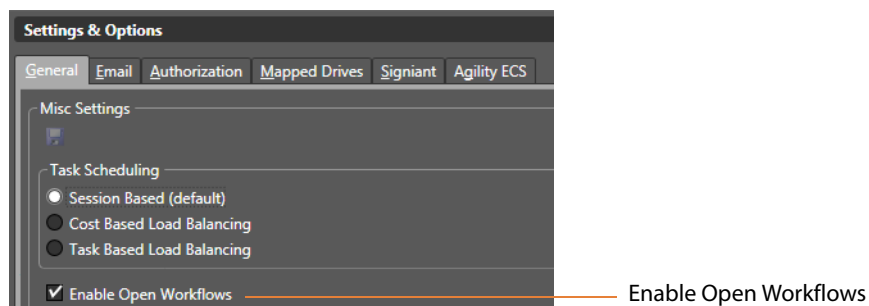 Settings & Options
General Email Authorization Mapped Drives Signiant Agility ECS
Misc Settings
Task Scheduling
Session Based (default)
Cost Based Load Balancing
Task Based Load Balancing
Enable Open Workflows Enable Open Workflows